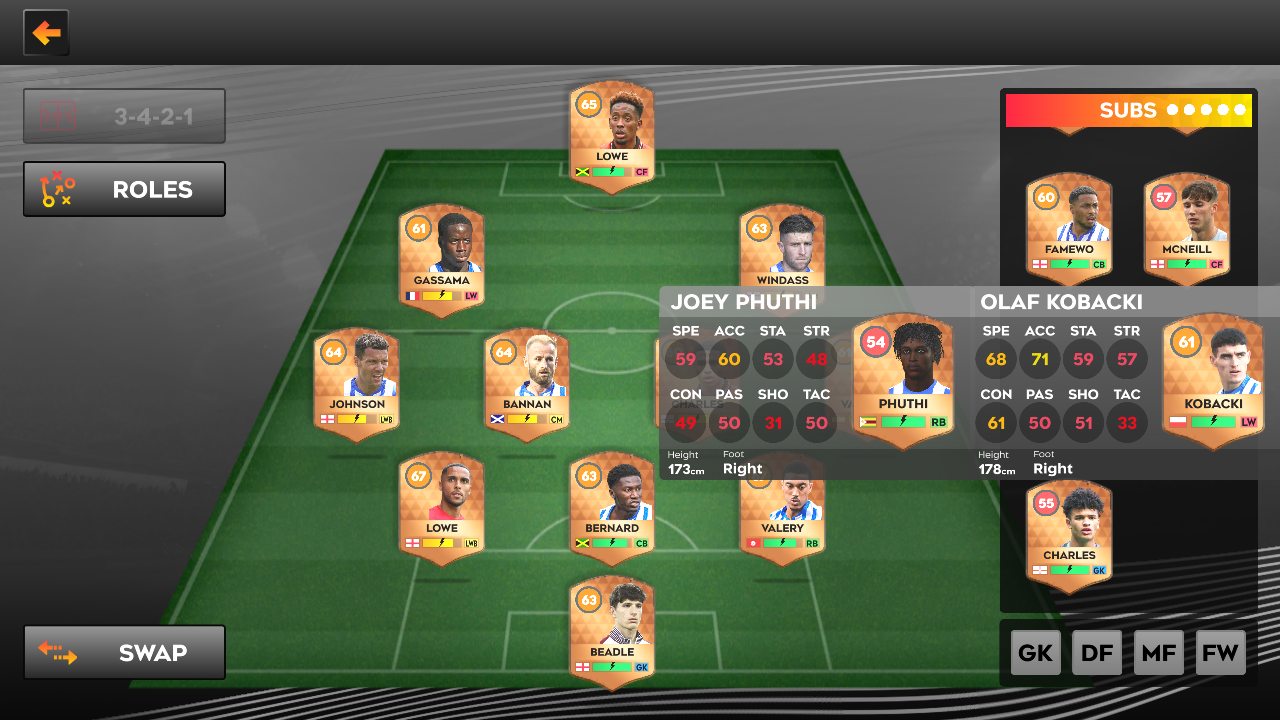 3-4-2-1
ROLES
SUBS
65
LOWE
CF
61
GASSAMA
LW
63
WINDASS
60
FAMEWO
CB
57
MCNEILL
CF
64
JOHNSON
LWB
64
BANNAN
CM
CHARLES
JOEY PHUTHI
SPE ACC STA STR
59 60 53 48
CON PAS SHO TAC
49 50 31 50
Height Foot
173cm Right
54
PHUTHI
RB
OLAF KOBACKI
SPE ACC STA STR
68 71 59 57
CON PAS SHO TAC
61 50 51 33
Height Foot
178cm Right
61
KOBACKI
LW
67
LOWE
LWB
63
BERNARD
CB
VALERY
RB
55
CHARLES
GK
63
BEADLE
GK
SWAP
GK DF MF FW